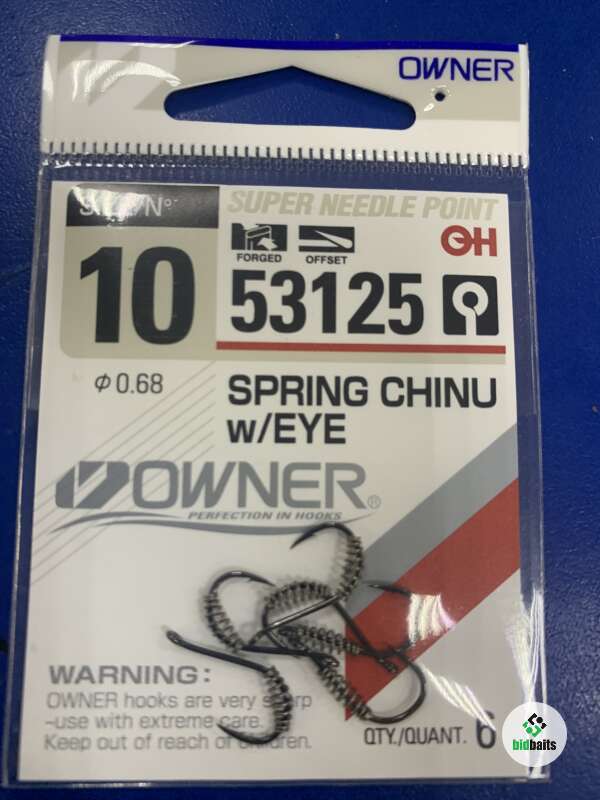 OWNER
SUPER NEEDLE POINT
10
FORGED
OFFSET
53125
φ0.68
SPRING CHINU
w/EYE
OWNER®
PERFECTION IN HOOKS
WARNING:
OWNER hooks are very sharp
-use with extreme care.
Keep out of reach of children.
QTY./QUANT. 6
bidbaits